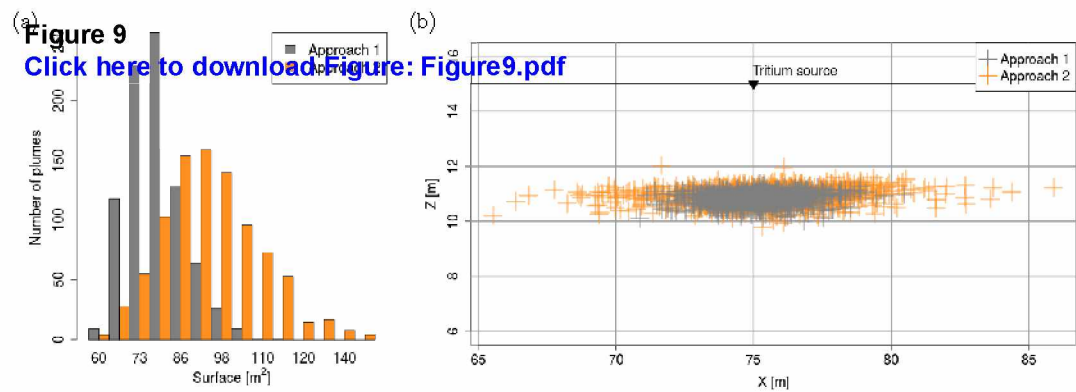 (a)
Figure 9
Click here to download Figure: Figure9.pdf
Approach 1
Number of plumes
0
50
100
150
200
60
73
86
98
110
140
Surface [m²]
(b)
Tritium source
Approach 1
Approach 2
Z [m]
6
8
10
12
14
16
65
70
75
80
85
X [m]